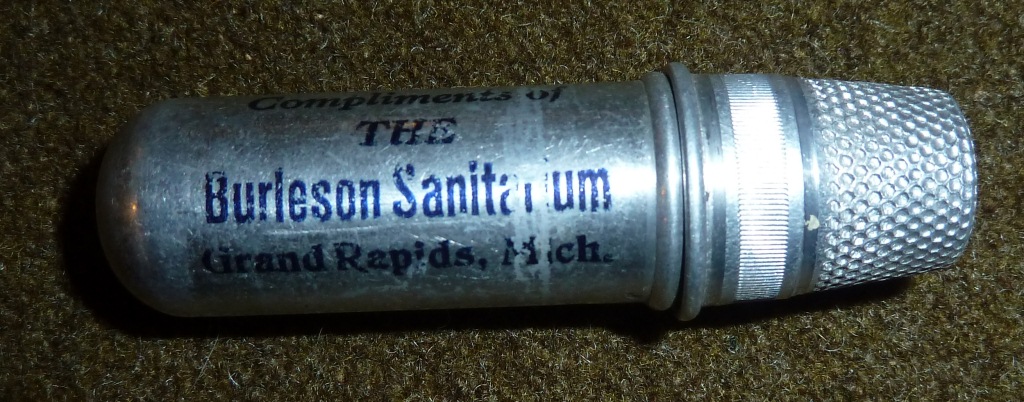 Compliments of
THE
Burleson Sanitarium
Grand Rapids, Mich.